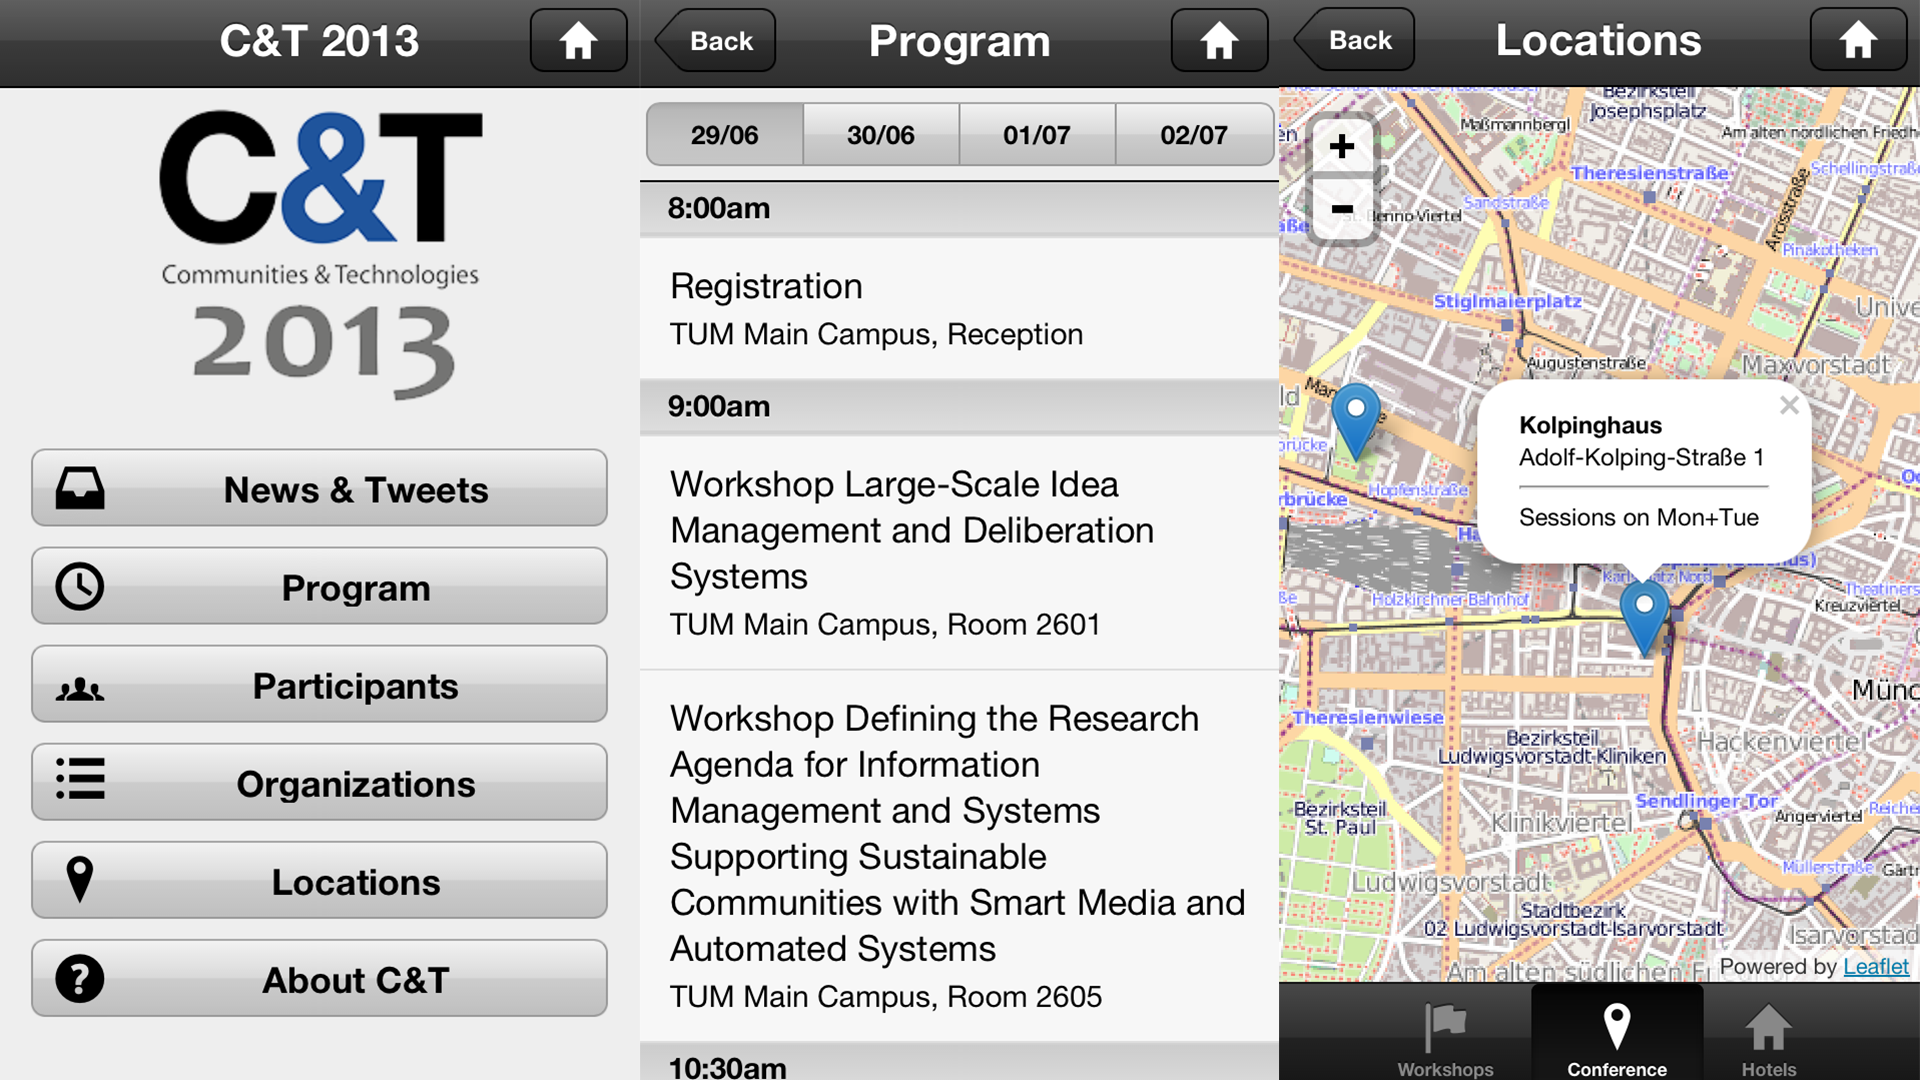 C&T 2013
C&T
Communities & Technologies
2013
News & Tweets
Program
Participants
Organizations
Locations
About C&T
Back
Program
29/06
30/06
01/07
02/07
8:00am
Registration
TUM Main Campus, Reception
9:00am
Workshop Large-Scale Idea
Management and Deliberation
Systems
TUM Main Campus, Room 2601
Workshop Defining the Research
Agenda for Information
Management and Systems
Supporting Sustainable
Communities with Smart Media and
Automated Systems
TUM Main Campus, Room 2605
10:30am
Back
Locations
+
-
Bezirksteil
Josephsplatz
Maßmannbergl
Am alten nördlichen Friedh
Theresienstraße
Schellingstraß
Sandstraße
St. Benno-Viertel
Arcisstraße
Pinakotheken
Stiglmaierplatz
Unive
Augustenstraße
Maxvorstadt
Kolpinghaus
Adolf-Kolping-Straße 1
Sessions on Mon+Tue
Hopfenstraße
Holzkirchner Bahnhof
Theatiners
Kreuzviertel
Münc
Theresienwiese
Bezirksteil
Ludwigsvorstadt-Kliniken
Hackenviertel
Sendlinger Tor
Bezirksteil
St. Paul
Klinikviertel
Angerviertel
Reiche
Müllerstraße
Gärtn
Ludwigsvorstadt
Stadtbezirk
02 Ludwigsvorstadt-Isarvorstadt
Isarvorstad
Am alten südlichen
Powered by Leaflet
Workshops
Conference
Hotels